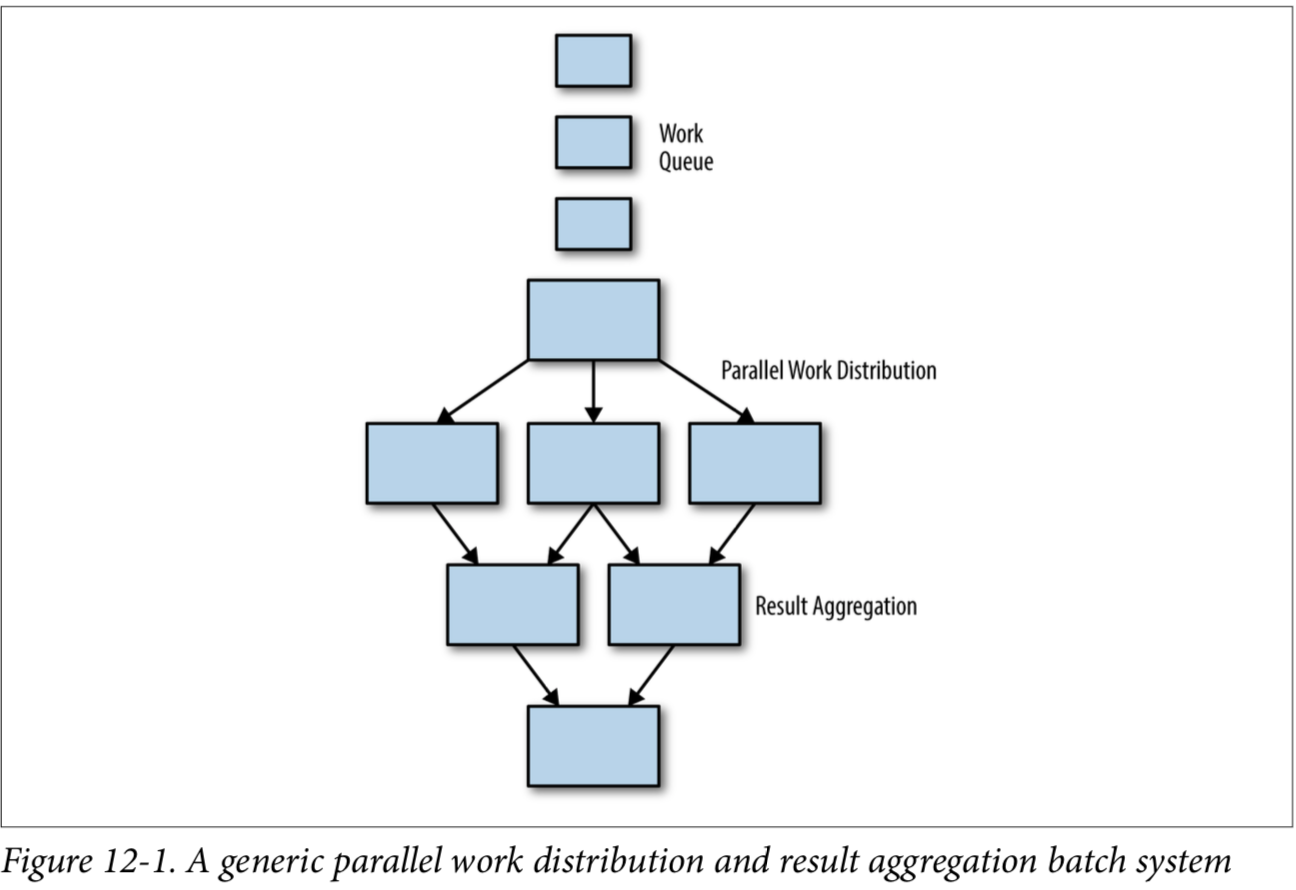 Work
Queue
Parallel Work Distribution
Result Aggregation
Figure 12-1. A generic parallel work distribution and result aggregation batch system